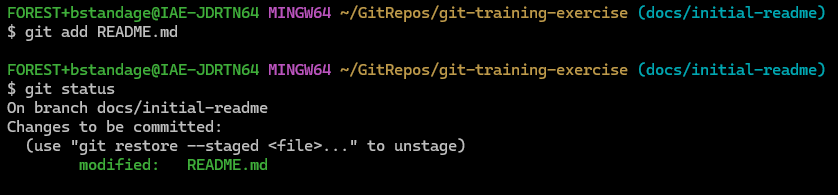 FOREST+bstandage@IAE-JDRTN64 MINGW64 ~/GitRepos/git-training-exercise (docs/initial-readme)
$ git add README.md
FOREST+bstandage@IAE-JDRTN64 MINGW64 ~/GitRepos/git-training-exercise (docs/initial-readme)
$ git status
On branch docs/initial-readme
Changes to be committed:
  (use "git restore --staged <file>..." to unstage)
        modified:   README.md